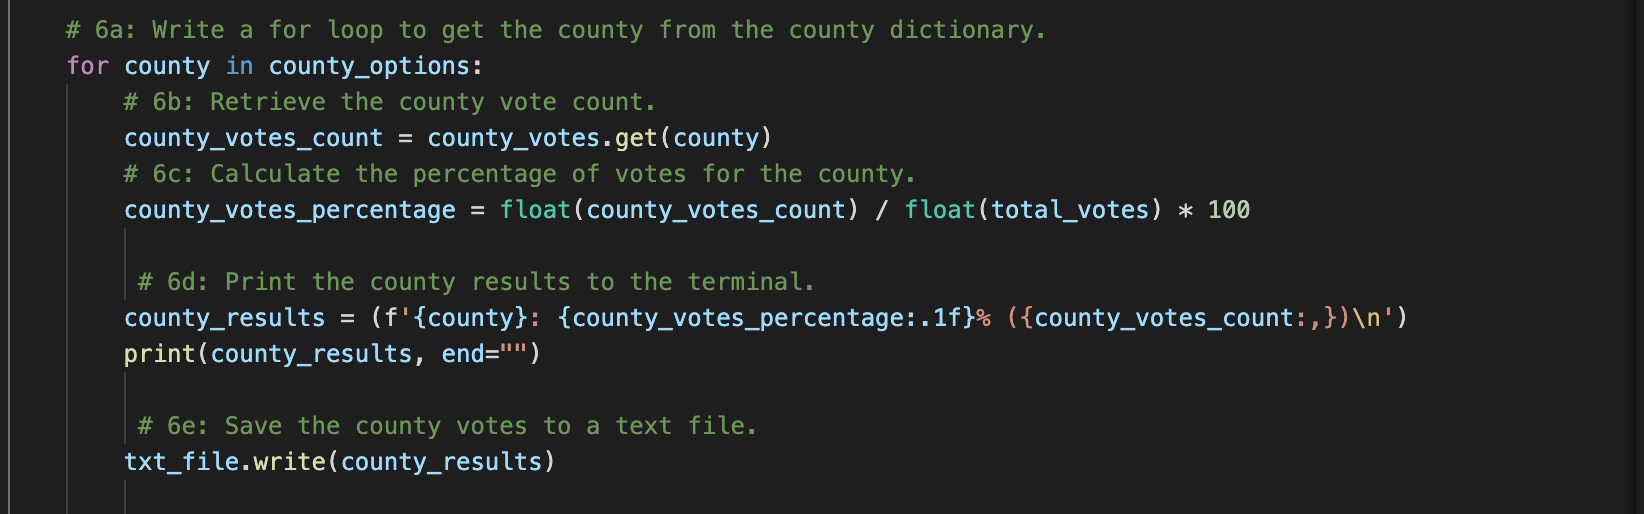 # 6a: Write a for loop to get the county from the county dictionary.
for county in county_options:
    # 6b: Retrieve the county vote count.
    county_votes_count = county_votes.get(county)
    # 6c: Calculate the percentage of votes for the county.
    county_votes_percentage = float(county_votes_count) / float(total_votes) * 100
     # 6d: Print the county results to the terminal.
    county_results = (f'{county}: {county_votes_percentage:.1f}% ({county_votes_count:,})\n')
    print(county_results, end="")
     # 6e: Save the county votes to a text file.
    txt_file.write(county_results)